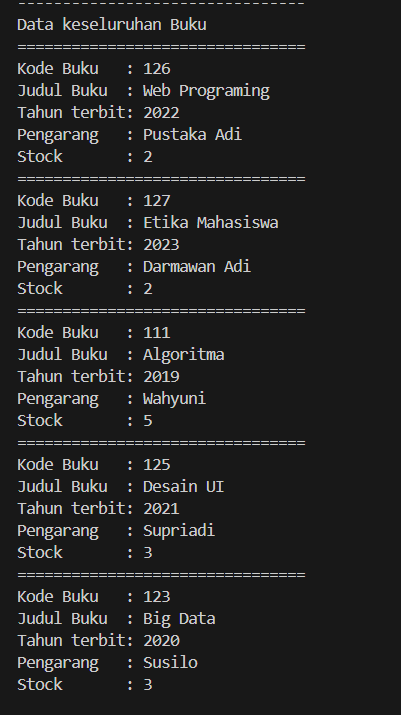 --------------------------------
Data keseluruhan Buku
================================
Kode Buku   : 126
Judul Buku  : Web Programing
Tahun terbit: 2022
Pengarang   : Pustaka Adi
Stock       : 2
================================
Kode Buku   : 127
Judul Buku  : Etika Mahasiswa
Tahun terbit: 2023
Pengarang   : Darmawan Adi
Stock       : 2
================================
Kode Buku   : 111
Judul Buku  : Algoritma
Tahun terbit: 2019
Pengarang   : Wahyuni
Stock       : 5
================================
Kode Buku   : 125
Judul Buku  : Desain UI
Tahun terbit: 2021
Pengarang   : Supriadi
Stock       : 3
================================
Kode Buku   : 123
Judul Buku  : Big Data
Tahun terbit: 2020
Pengarang   : Susilo
Stock       : 3